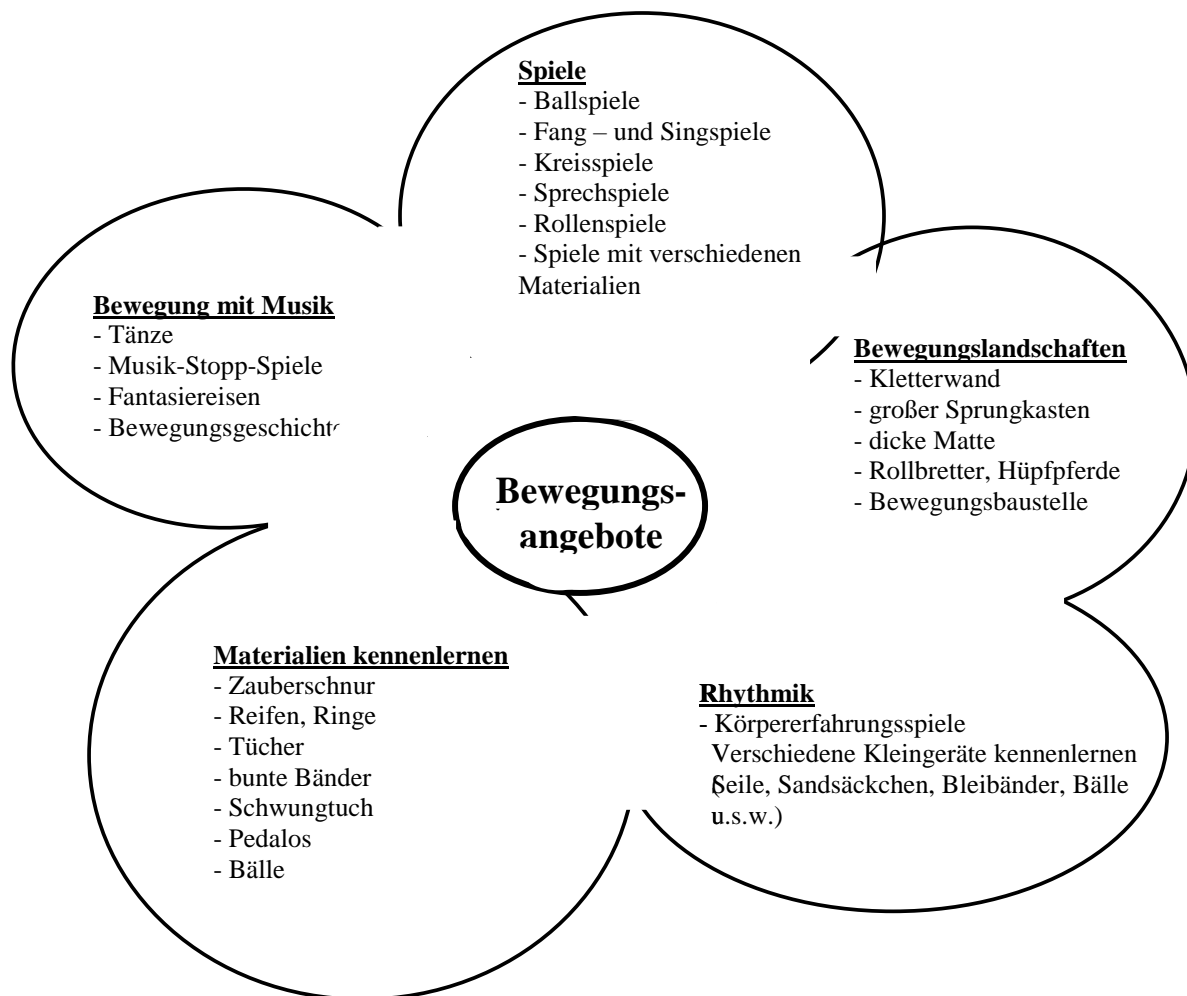 Spiele
- Ballspiele
- Fang – und Singspiele
- Kreisspiele
- Sprechspiele
- Rollenspiele
- Spiele mit verschiedenen
Materialien
Bewegung mit Musik
- Tänze
- Musik-Stopp-Spiele
- Fantasiereisen
- Bewegungsgeschichte
Bewegungslandschaften
- Kletterwand
- großer Sprungkasten
- dicke Matte
- Rollbretter, Hüpfpferde
- Bewegungsbaustelle
Bewegungs-
angebote
Materialien kennenlernen
- Zauberschnur
- Reifen, Ringe
- Tücher
- bunte Bänder
- Schwungtuch
- Pedalos
- Bälle
Rhythmik
- Körpererfahrungsspiele
Verschiedene Kleingeräte kennenlernen
(Seile, Sandsäckchen, Bleibänder, Bälle
u.s.w.)